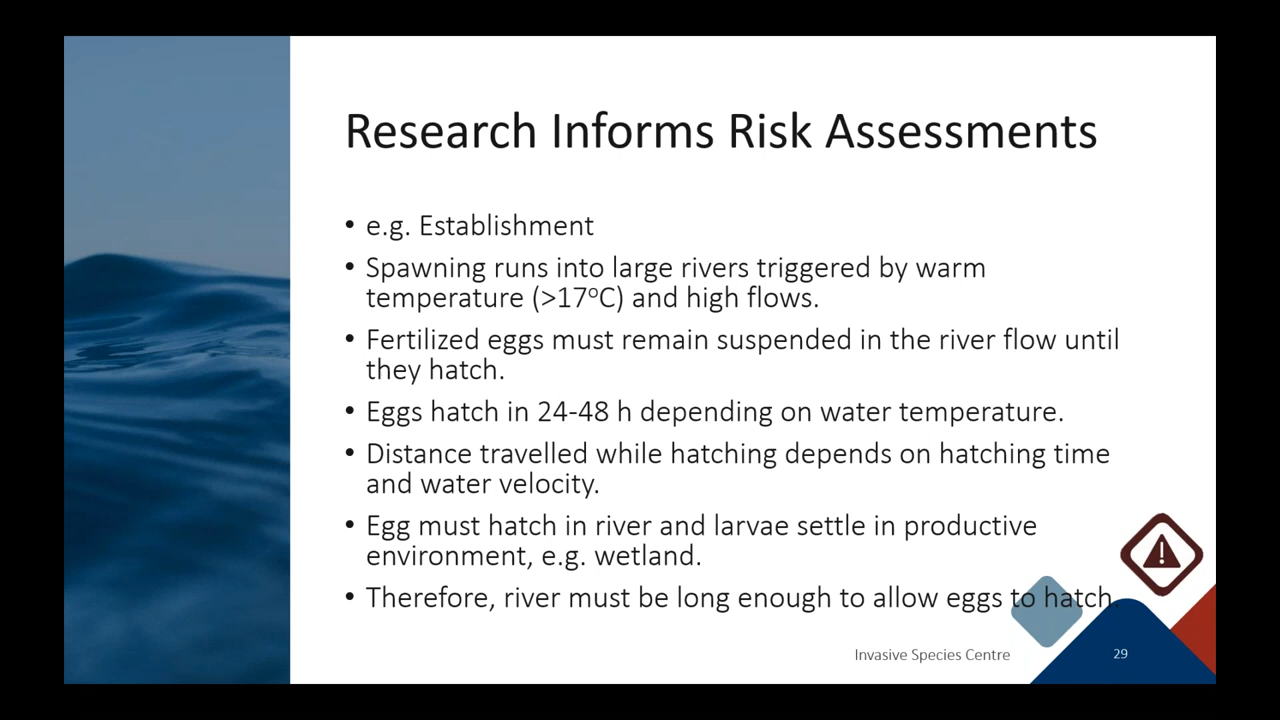 Research Informs Risk Assessments
• e.g. Establishment
• Spawning runs into large rivers triggered by warm
temperature (>17°C) and high flows.
• Fertilized eggs must remain suspended in the river flow until
they hatch.
• Eggs hatch in 24-48 h depending on water temperature.
• Distance travelled while hatching depends on hatching time
and water velocity.
• Egg must hatch in river and larvae settle in productive
environment, e.g. wetland.
• Therefore, river must be long enough to allow eggs to hatch.
Invasive Species Centre
29